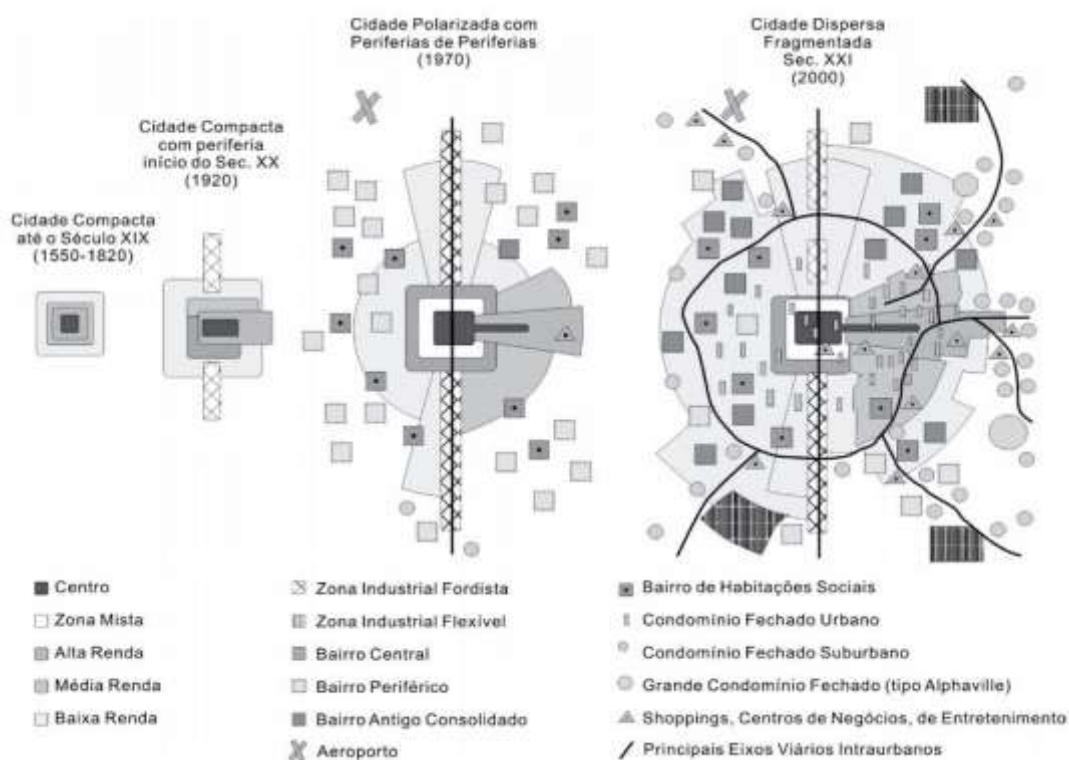 Cidade Polarizada com
Periferias de Periferias
(1970)
Cidade Dispersa
Fragmentada
Sec. XXI
(2000)
Cidade Compacta
com periferia
início do Sec. XX
(1920)
Cidade Compacta
até o Século XIX
(1550-1820)
Centro
Zona Mista
Alta Renda
Média Renda
Baixa Renda
Zona Industrial Fordista
Zona Industrial Flexível
Bairro Central
Bairro Periférico
Bairro Antigo Consolidado
Aeroporto
Bairro de Habitações Sociais
Condomínio Fechado Urbano
Condomínio Fechado Suburbano
Grande Condomínio Fechado (tipo Alphaville)
Shoppings, Centros de Negócios, de Entretenimento
Principais Eixos Viários Intraurbanos